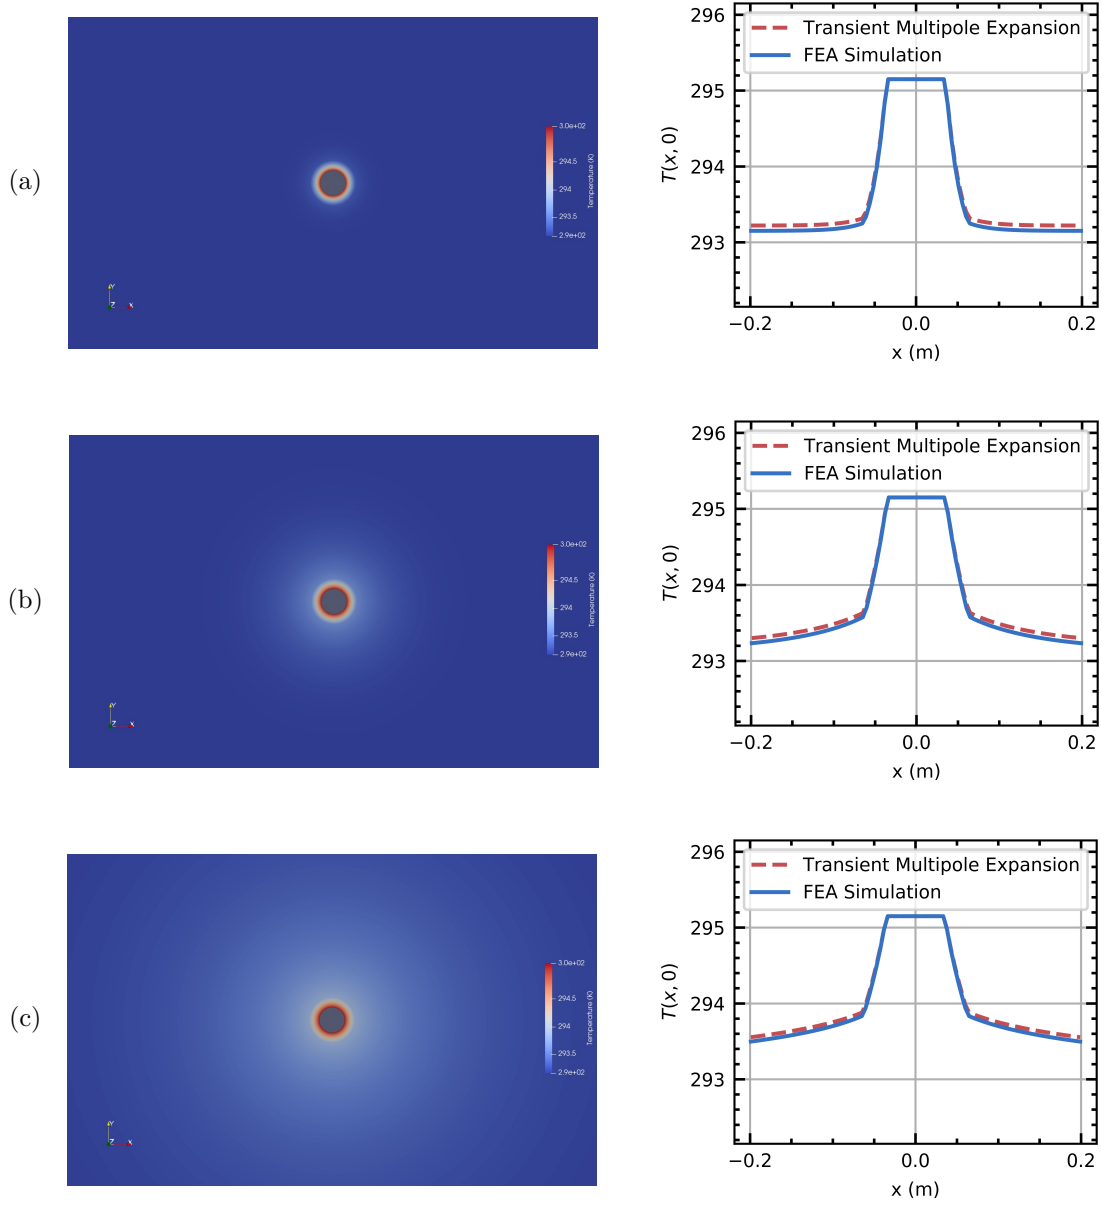 (a)
3.0e+02
294.5
294
293.5
2.9e+02
Temperature (K)
Y
Z
X
296
295
294
293
T(x, 0)
Transient Multipole Expansion
FEA Simulation
−0.2
0.0
0.2
x (m)
(b)
3.0e+02
294.5
294
293.5
2.9e+02
Temperature (K)
Y
Z
X
296
295
294
293
T(x, 0)
Transient Multipole Expansion
FEA Simulation
−0.2
0.0
0.2
x (m)
(c)
3.0e+02
294.5
294
293.5
2.9e+02
Temperature (K)
Y
Z
X
296
295
294
293
T(x, 0)
Transient Multipole Expansion
FEA Simulation
−0.2
0.0
0.2
x (m)